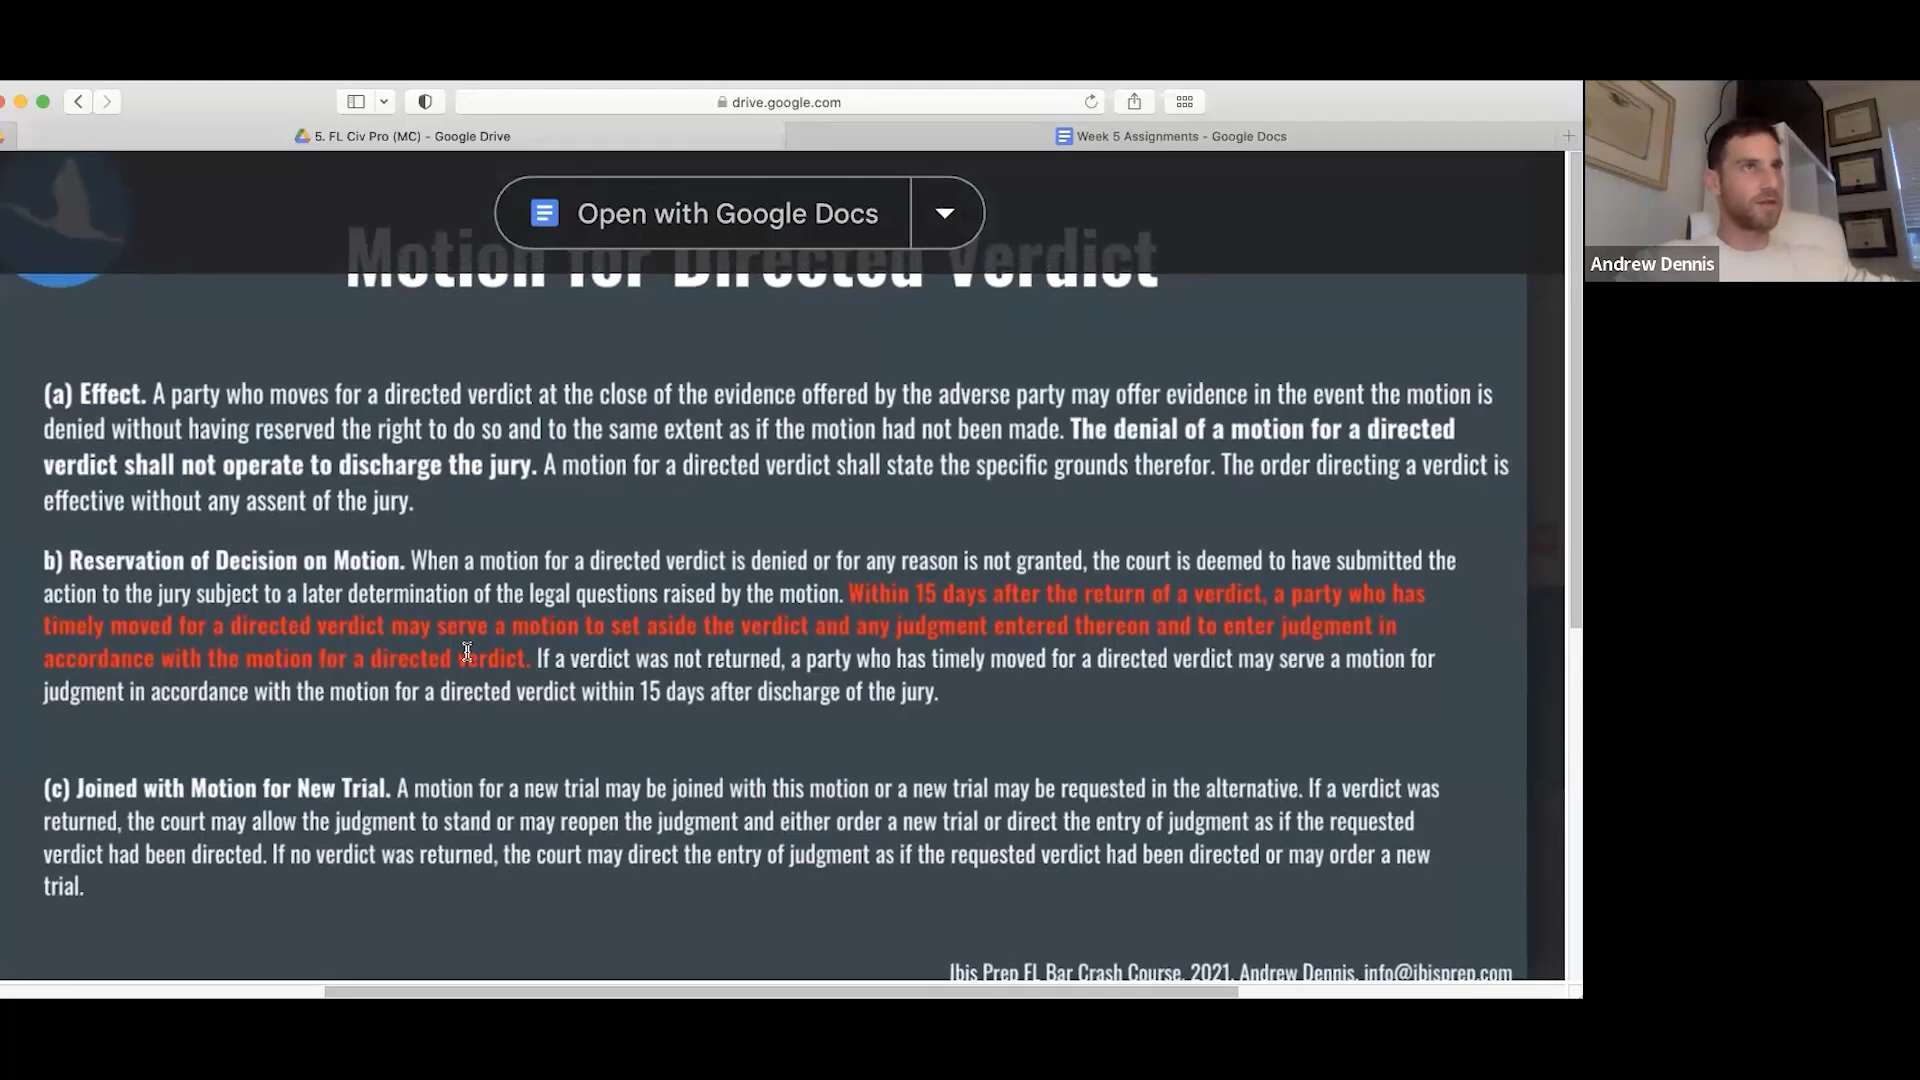 drive.google.com
5. FL Civ Pro (MC) - Google Drive
Week 5 Assignments - Google Docs
Open with Google Docs
Motion for Directed Verdict
Andrew Dennis
(a) Effect. A party who moves for a directed verdict at the close of the evidence offered by the adverse party may offer evidence in the event the motion is
denied without having reserved the right to do so and to the same extent as if the motion had not been made. The denial of a motion for a directed
verdict shall not operate to discharge the jury. A motion for a directed verdict shall state the specific grounds therefor. The order directing a verdict is
effective without any assent of the jury.
b) Reservation of Decision on Motion. When a motion for a directed verdict is denied or for any reason is not granted, the court is deemed to have submitted the
action to the jury subject to a later determination of the legal questions raised by the motion. Within 15 days after the return of a verdict, a party who has
timely moved for a directed verdict may serve a motion to set aside the verdict and any judgment entered thereon and to enter judgment in
accordance with the motion for a directed verdict. If a verdict was not returned, a party who has timely moved for a directed verdict may serve a motion for
judgment in accordance with the motion for a directed verdict within 15 days after discharge of the jury.
(c) Joined with Motion for New Trial. A motion for a new trial may be joined with this motion or a new trial may be requested in the alternative. If a verdict was
returned, the court may allow the judgment to stand or may reopen the judgment and either order a new trial or direct the entry of judgment as if the requested
verdict had been directed. If no verdict was returned, the court may direct the entry of judgment as if the requested verdict had been directed or may order a new
trial.
Ibis Prep FL Bar Crash Course, 2021, Andrew Dennis, info@ibisprep.com